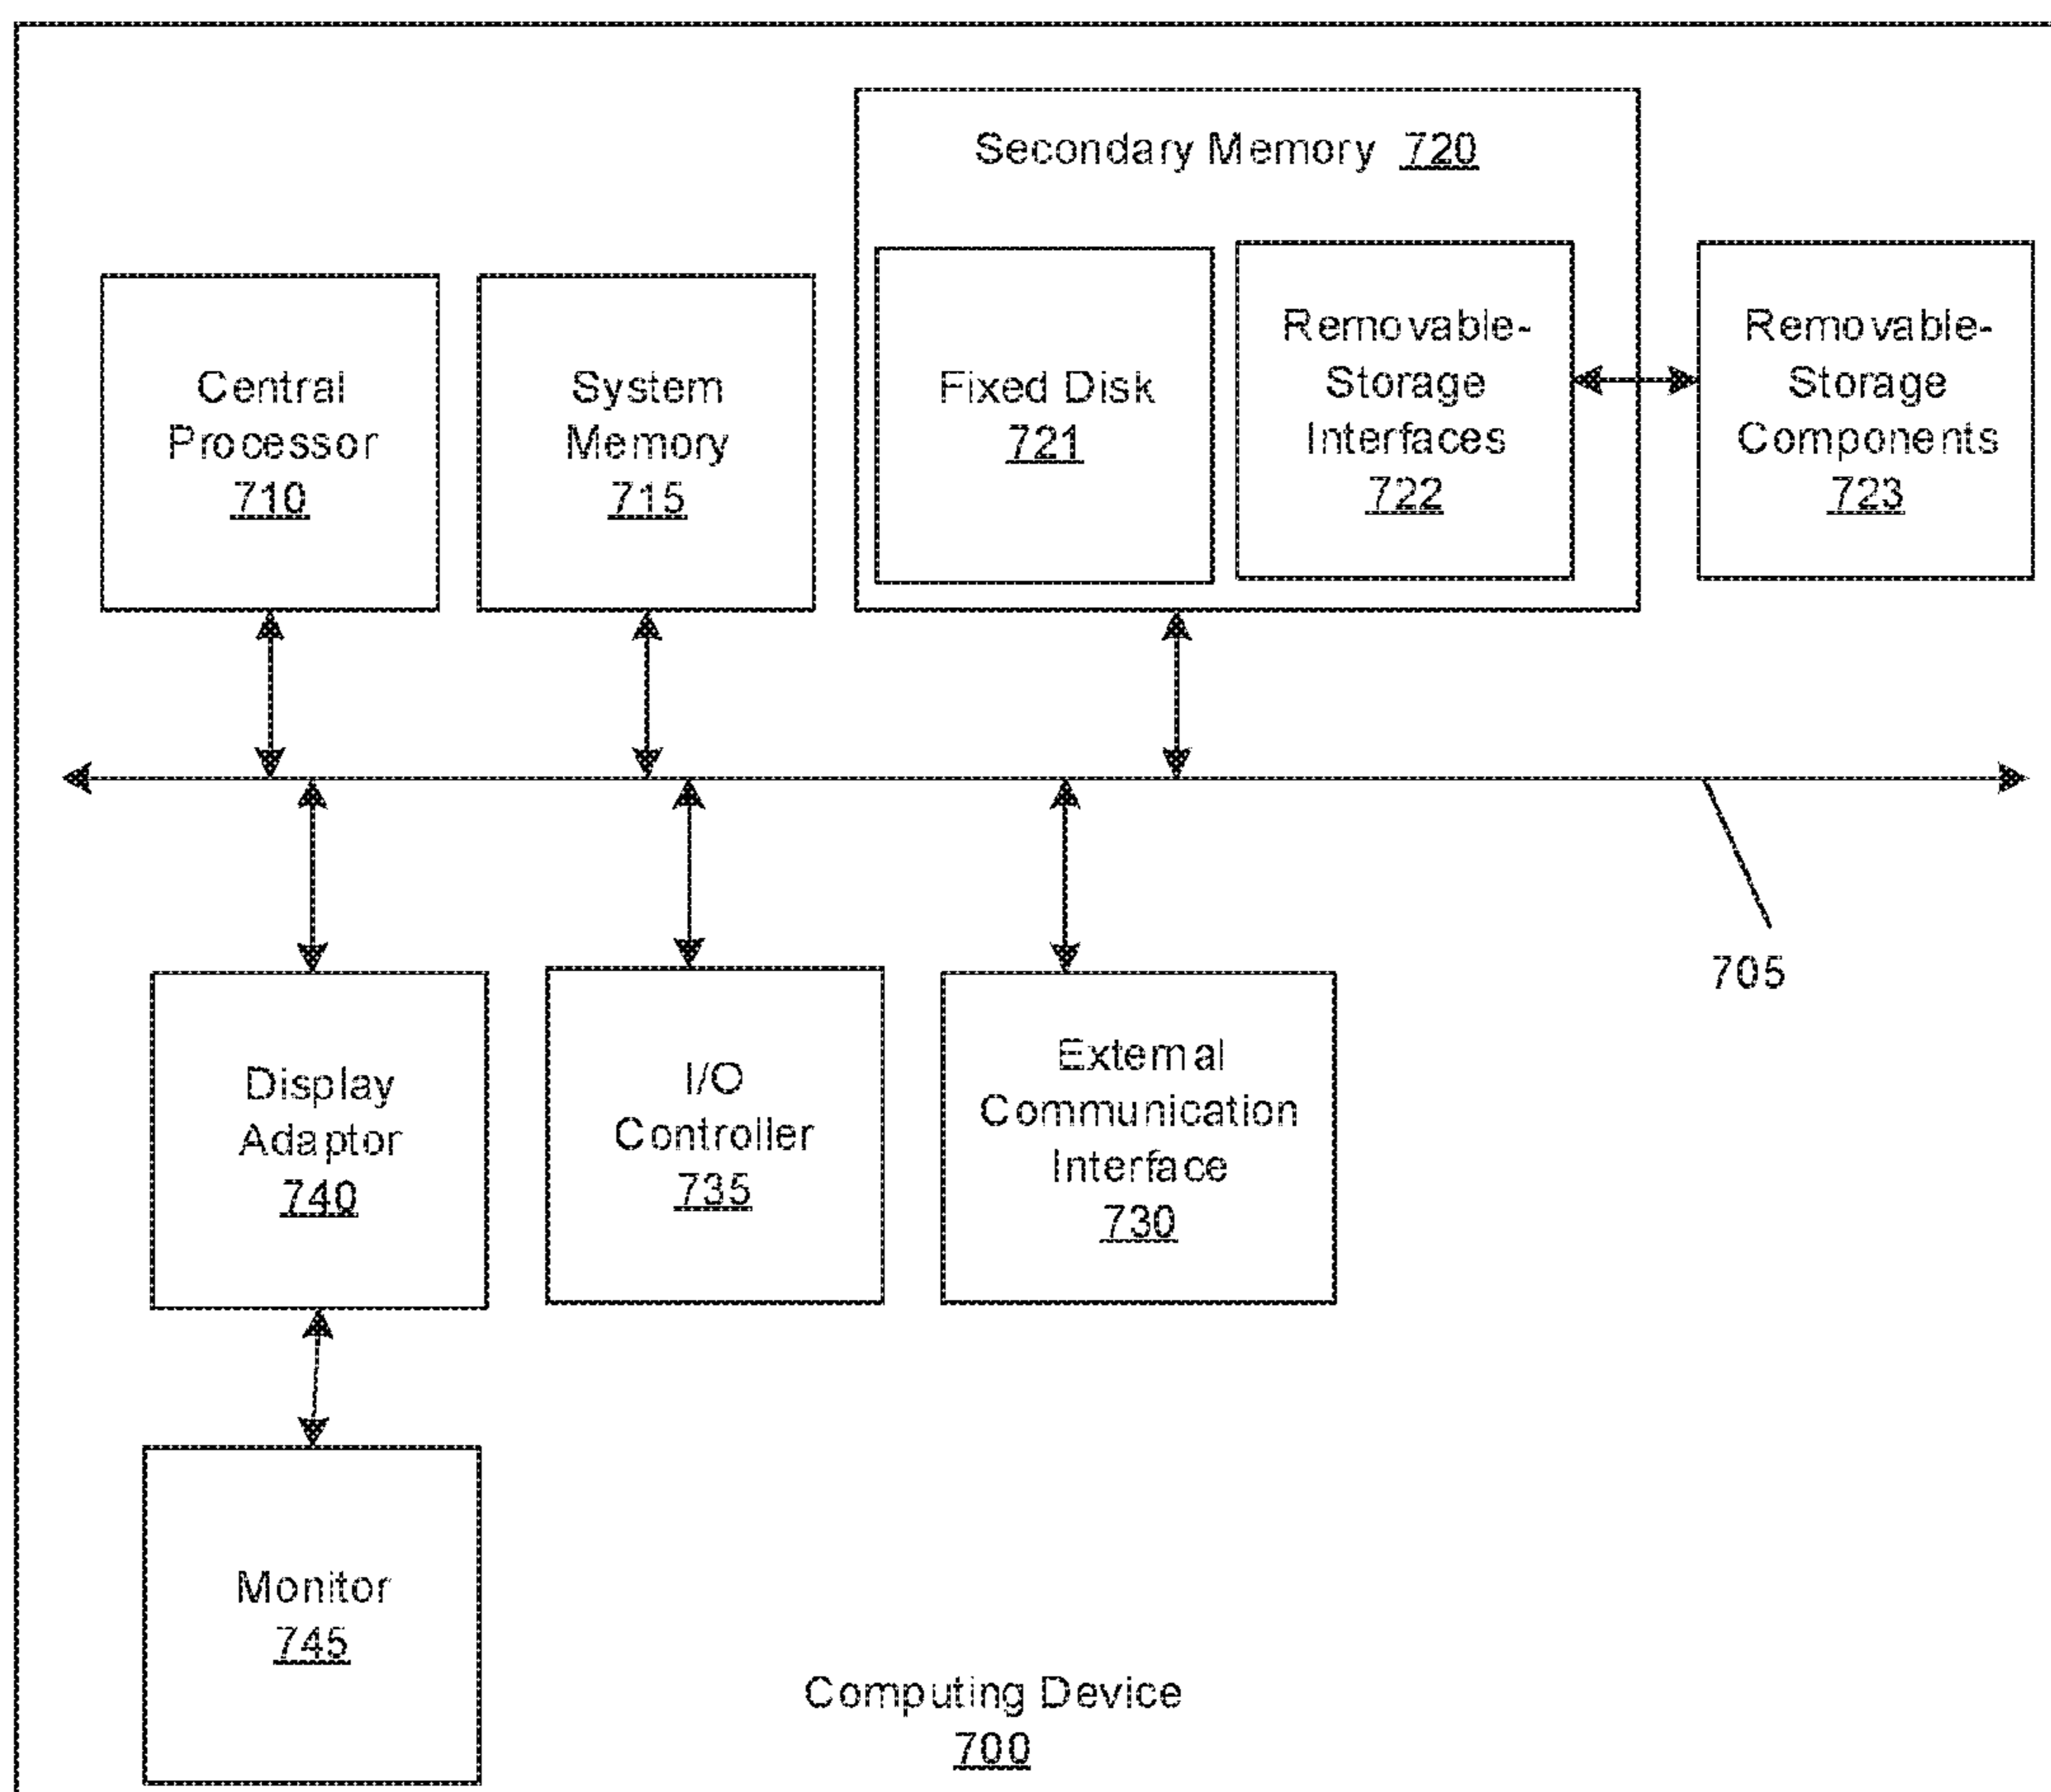 Secondary Memory 720
Central
Processor
710
System
Memory
715
Fixed Disk
721
Removable-
Storage
Interfaces
722
Removable-
Storage
Components
723
705
Display
Adaptor
740
I/O
Controller
735
External
Communication
Interface
730
Monitor
745
Computing Device
700